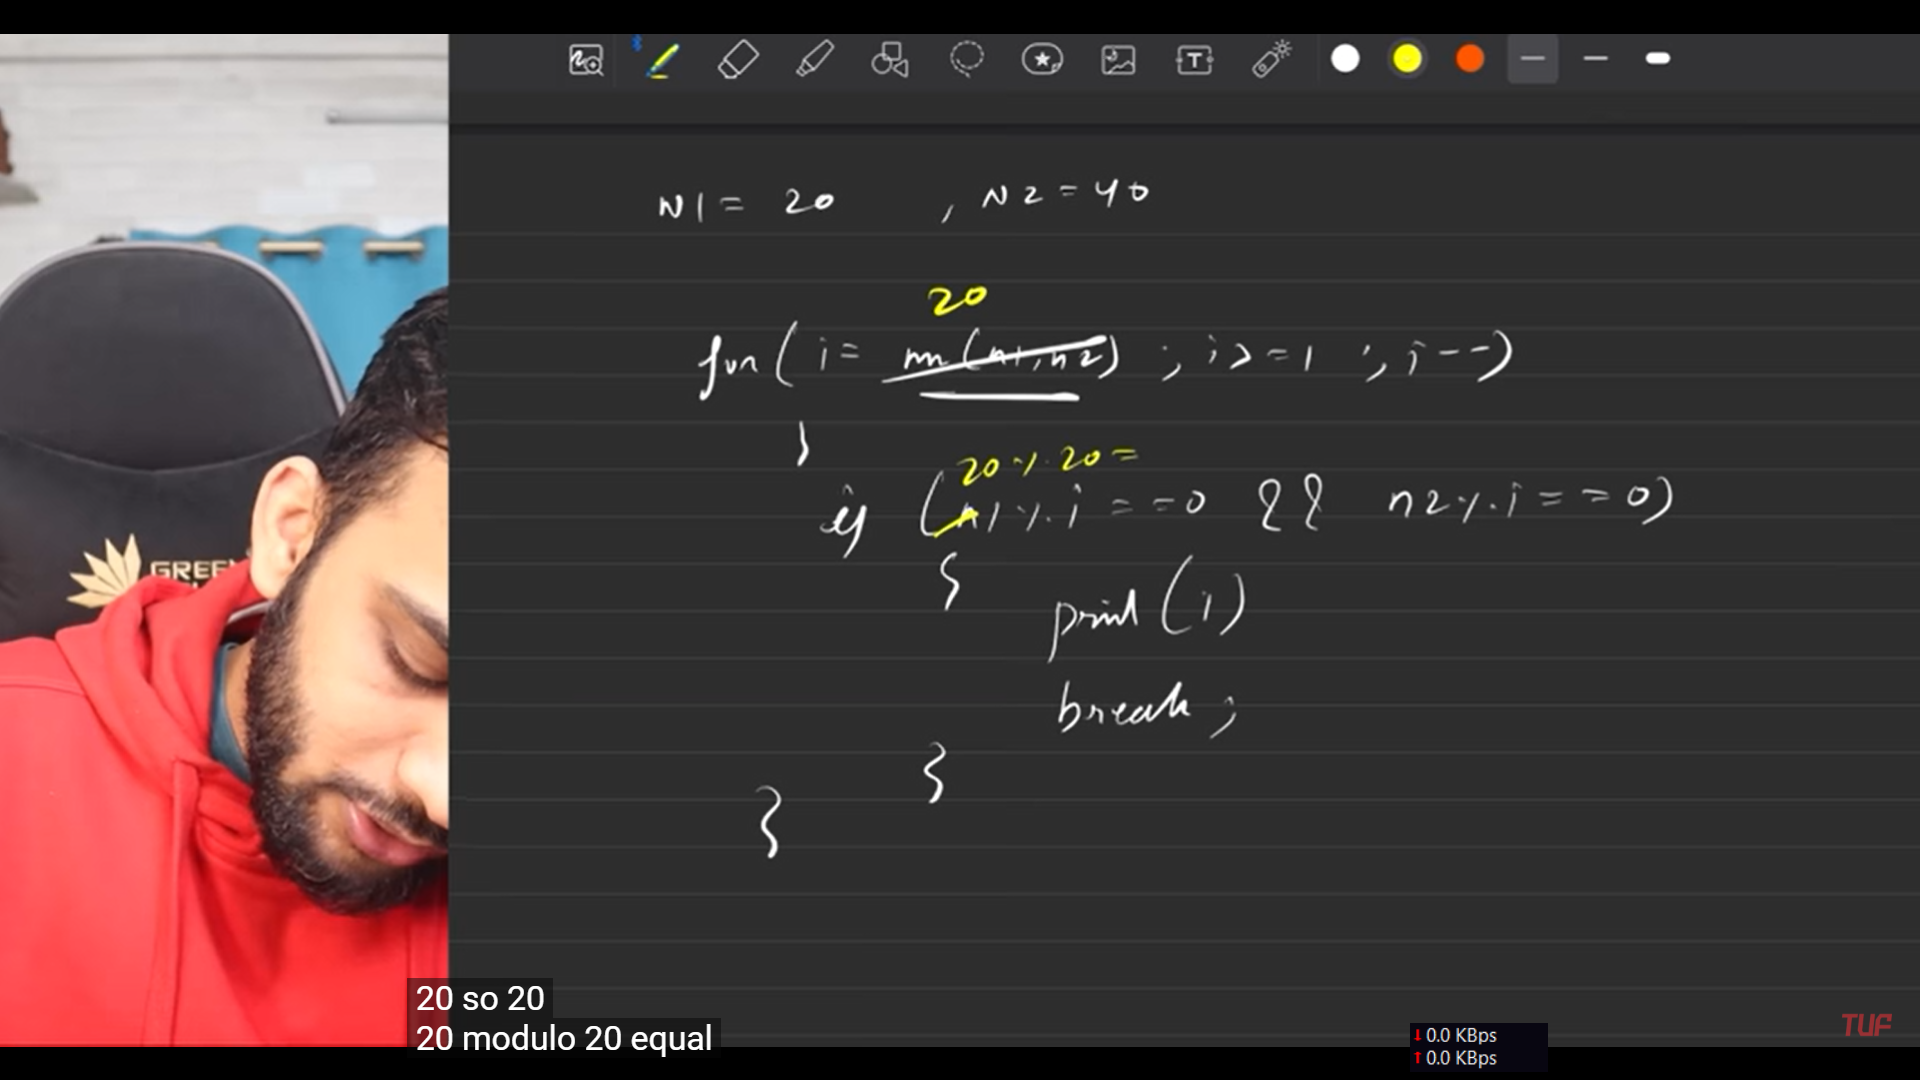 N1 = 20 , N2 = 40
20
for( i = min(n1,n2) ; i>=1 ; i--)
{
20 % 20 =
if (n1 % i == 0 && n2 % i == 0)
{
print(i)
break;
}
}
GREE
20 so 20
20 modulo 20 equal
↓ 0.0 KBps
↑ 0.0 KBps
TUF